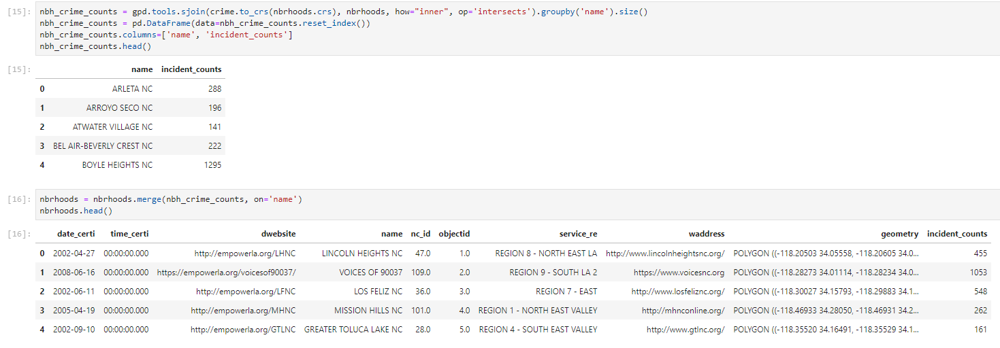 [15]: nbh_crime_counts = gpd.tools.sjoin(crime.to_crs(nbrhoods.crs), nbrhoods, how="inner", op='intersects').groupby('name').size()
nbh_crime_counts = pd.DataFrame(data=nbh_crime_counts.reset_index())
nbh_crime_counts.columns=['name', 'incident_counts']
nbh_crime_counts.head()
[15]: name incident_counts
0 ARLETA NC 288
1 ARROYO SECO NC 196
2 ATWATER VILLAGE NC 141
3 BEL AIR-BEVERLY CREST NC 222
4 BOYLE HEIGHTS NC 1295
[16]: nbrhoods = nbrhoods.merge(nbh_crime_counts, on='name')
nbrhoods.head()
[16]: date_certi time_certi dwebsite name nc_id objectid service_re waddress geometry incident_counts
0 2002-04-27 00:00:00.000 http://empowerla.org/LHNC LINCOLN HEIGHTS NC 47.0 1.0 REGION 8 - NORTH EAST LA http://www.lincolnheightsnc.org/ POLYGON ((-118.20503 34.05558, -118.20605 34.0... 455
1 2008-06-16 00:00:00.000 https://empowerla.org/voicesof90037/ VOICES OF 90037 109.0 2.0 REGION 9 - SOUTH LA 2 https://www.voicesnc.org POLYGON ((-118.28273 34.01114, -118.28234 34.0... 1053
2 2002-06-11 00:00:00.000 http://empowerla.org/LFNC LOS FELIZ NC 36.0 3.0 REGION 7 - EAST http://www.losfeliznc.org/ POLYGON ((-118.30027 34.15793, -118.29883 34.1... 548
3 2005-04-19 00:00:00.000 http://empowerla.org/MHNC MISSION HILLS NC 101.0 4.0 REGION 1 - NORTH EAST VALLEY http://mhnconline.org/ POLYGON ((-118.46933 34.28050, -118.46931 34.2... 262
4 2002-09-10 00:00:00.000 http://empowerla.org/GTLNC GREATER TOLUCA LAKE NC 28.0 5.0 REGION 4 - SOUTH EAST VALLEY http://www.gtlnc.org/ POLYGON ((-118.35520 34.16491, -118.35529 34.1... 161